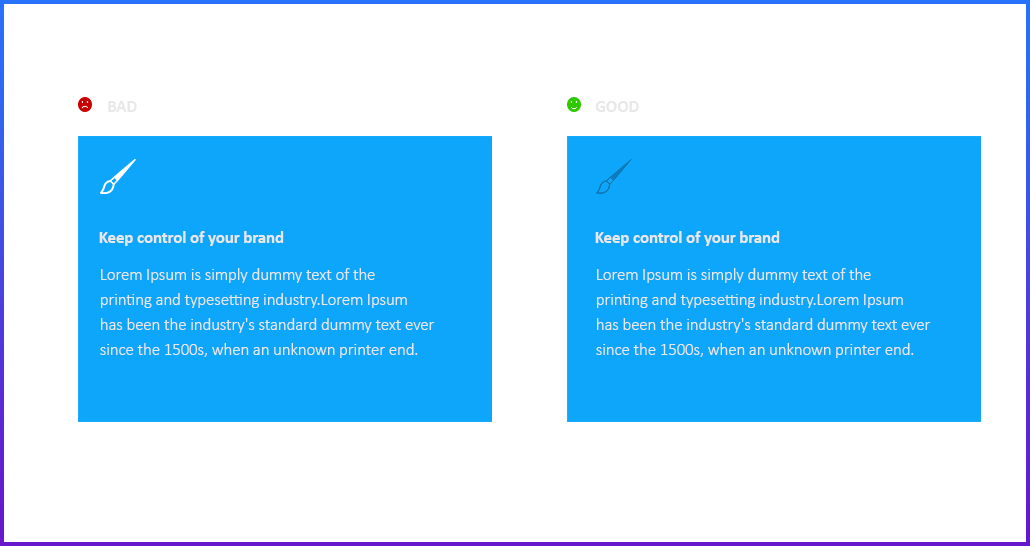 BAD
Keep control of your brand
Lorem Ipsum is simply dummy text of the
printing and typesetting industry.Lorem Ipsum
has been the industry's standard dummy text ever
since the 1500s, when an unknown printer end.
GOOD
Keep control of your brand
Lorem Ipsum is simply dummy text of the
printing and typesetting industry.Lorem Ipsum
has been the industry's standard dummy text ever
since the 1500s, when an unknown printer end.